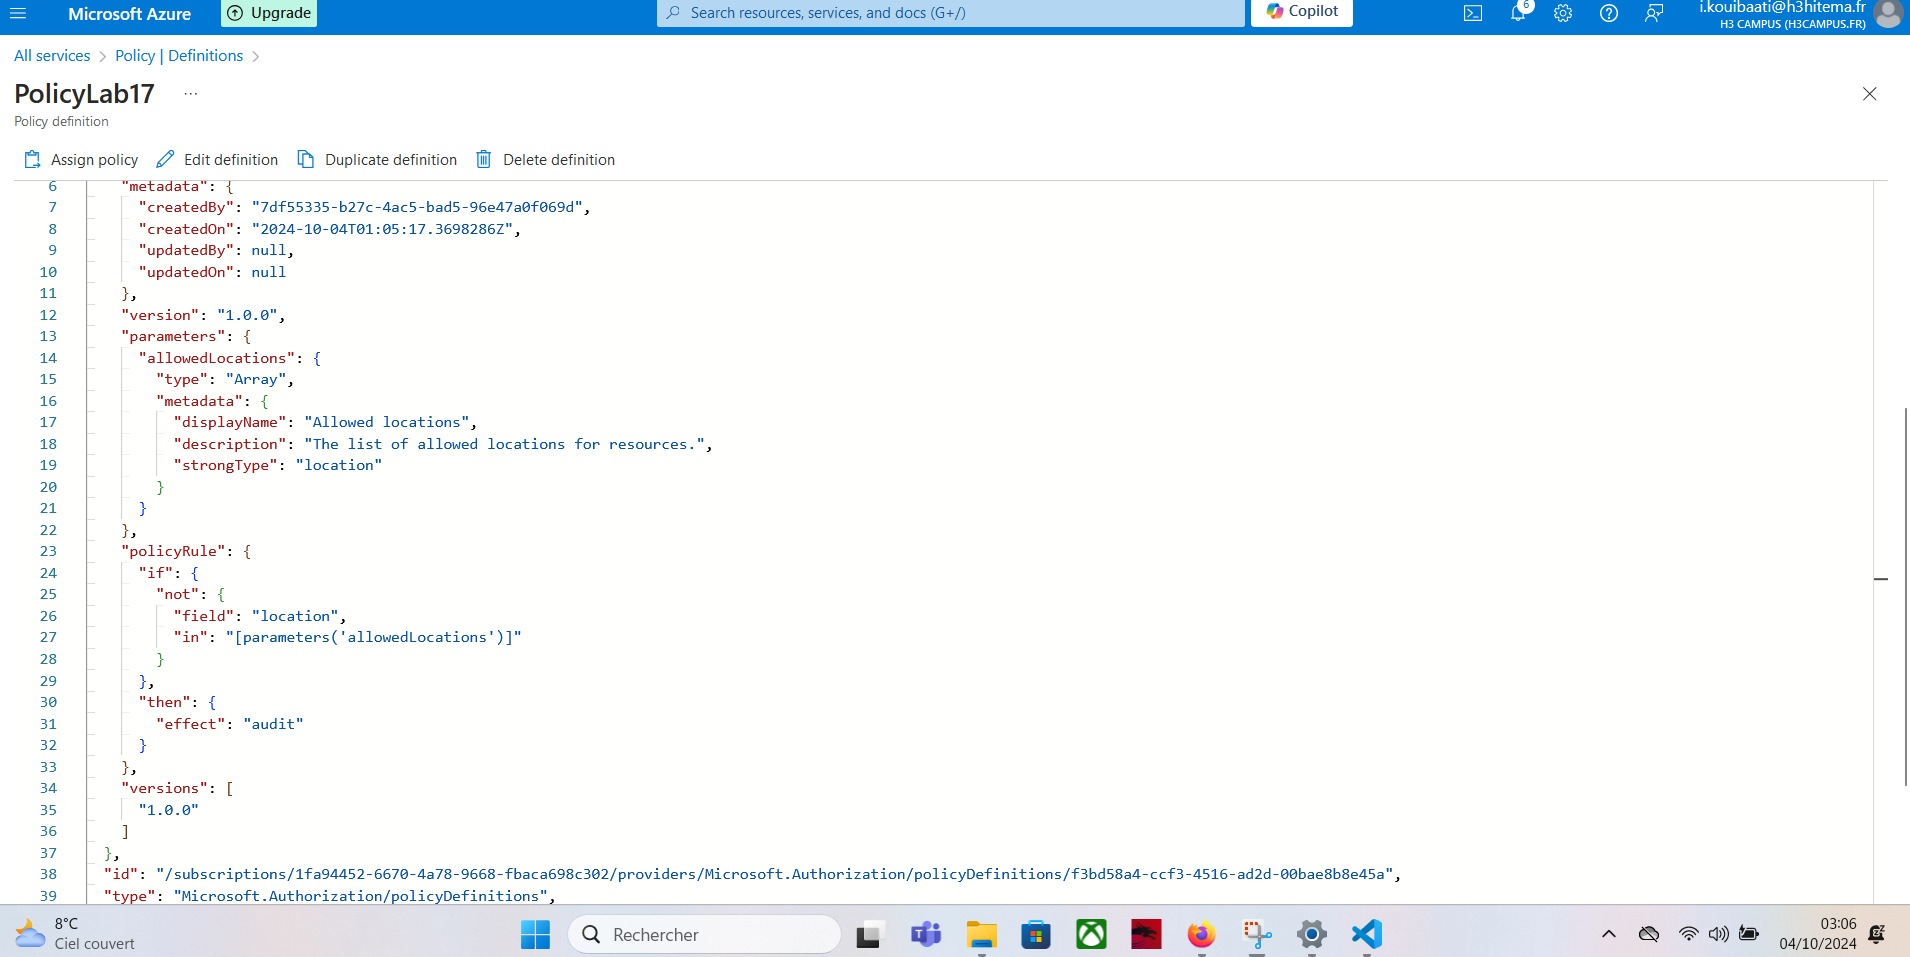 Microsoft Azure
Upgrade
Search resources, services, and docs (G+/)
Copilot
6
i.kouibaati@h3hitema.fr
H3 CAMPUS (H3CAMPUS.FR)
All services > Policy | Definitions >
PolicyLab17 ...
Policy definition
Assign policy Edit definition Duplicate definition Delete definition
6 "metadata": {
7 "createdBy": "7df55335-b27c-4ac5-bad5-96e47a0f069d",
8 "createdOn": "2024-10-04T01:05:17.3698286Z",
9 "updatedBy": null,
10 "updatedOn": null
11 },
12 "version": "1.0.0",
13 "parameters": {
14 "allowedLocations": {
15 "type": "Array",
16 "metadata": {
17 "displayName": "Allowed locations",
18 "description": "The list of allowed locations for resources.",
19 "strongType": "location"
20 }
21 }
22 },
23 "policyRule": {
24 "if": {
25 "not": {
26 "field": "location",
27 "in": "[parameters('allowedLocations')]"
28 }
29 },
30 "then": {
31 "effect": "audit"
32 }
33 },
34 "versions": [
35 "1.0.0"
36 ]
37 },
38 "id": "/subscriptions/1fa94452-6670-4a78-9668-fbaca698c302/providers/Microsoft.Authorization/policyDefinitions/f3bd58a4-ccf3-4516-ad2d-00bae8b8e45a",
39 "type": "Microsoft.Authorization/policyDefinitions",
8°C
Ciel couvert
Rechercher
03:06
04/10/2024